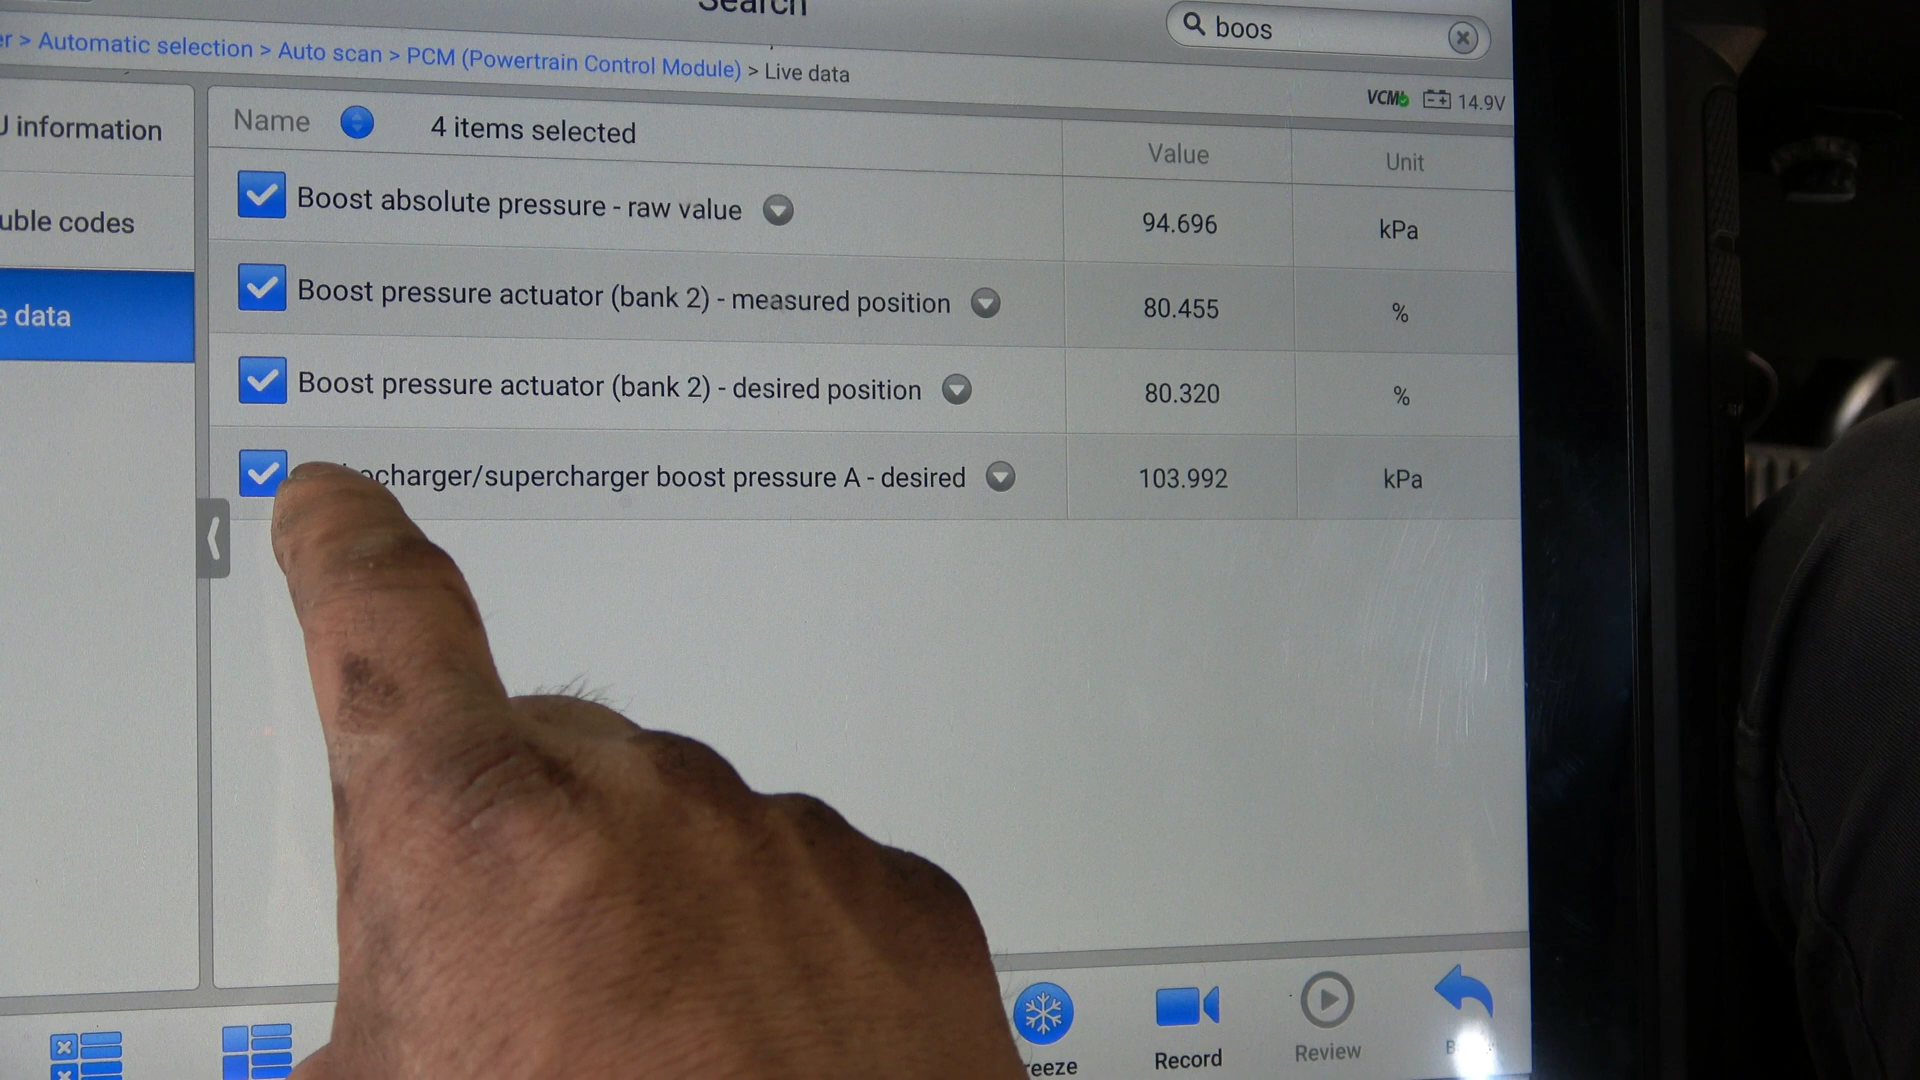 Search
boos
> Automatic selection > Auto scan > PCM (Powertrain Control Module) > Live data
VCM 14.9V
information
Name 4 items selected Value Unit
Boost absolute pressure - raw value 94.696 kPa
codes
Boost pressure actuator (bank 2) - measured position 80.455 %
data
Boost pressure actuator (bank 2) - desired position 80.320 %
charger/supercharger boost pressure A - desired 103.992 kPa
Record
Review